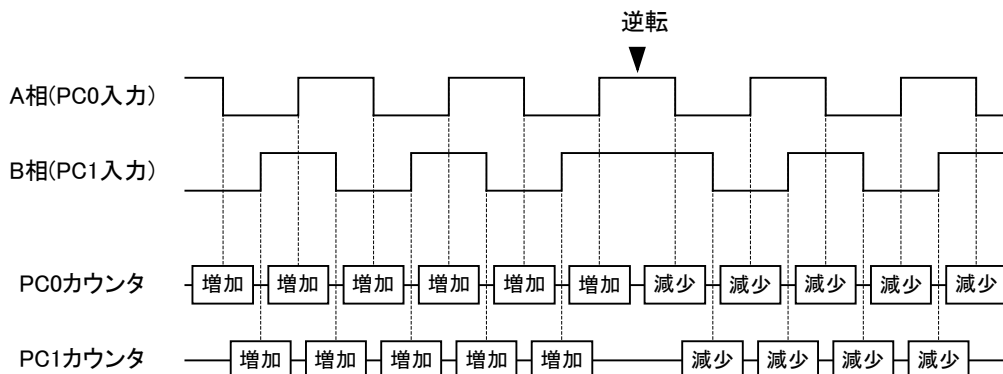 逆転
A相(PC0入力)
B相(PC1入力)
PC0カウンタ 増加 増加 増加 増加 増加 増加 減少 減少 減少 減少 減少
PC1カウンタ 増加 増加 増加 増加 増加 減少 減少 減少 減少